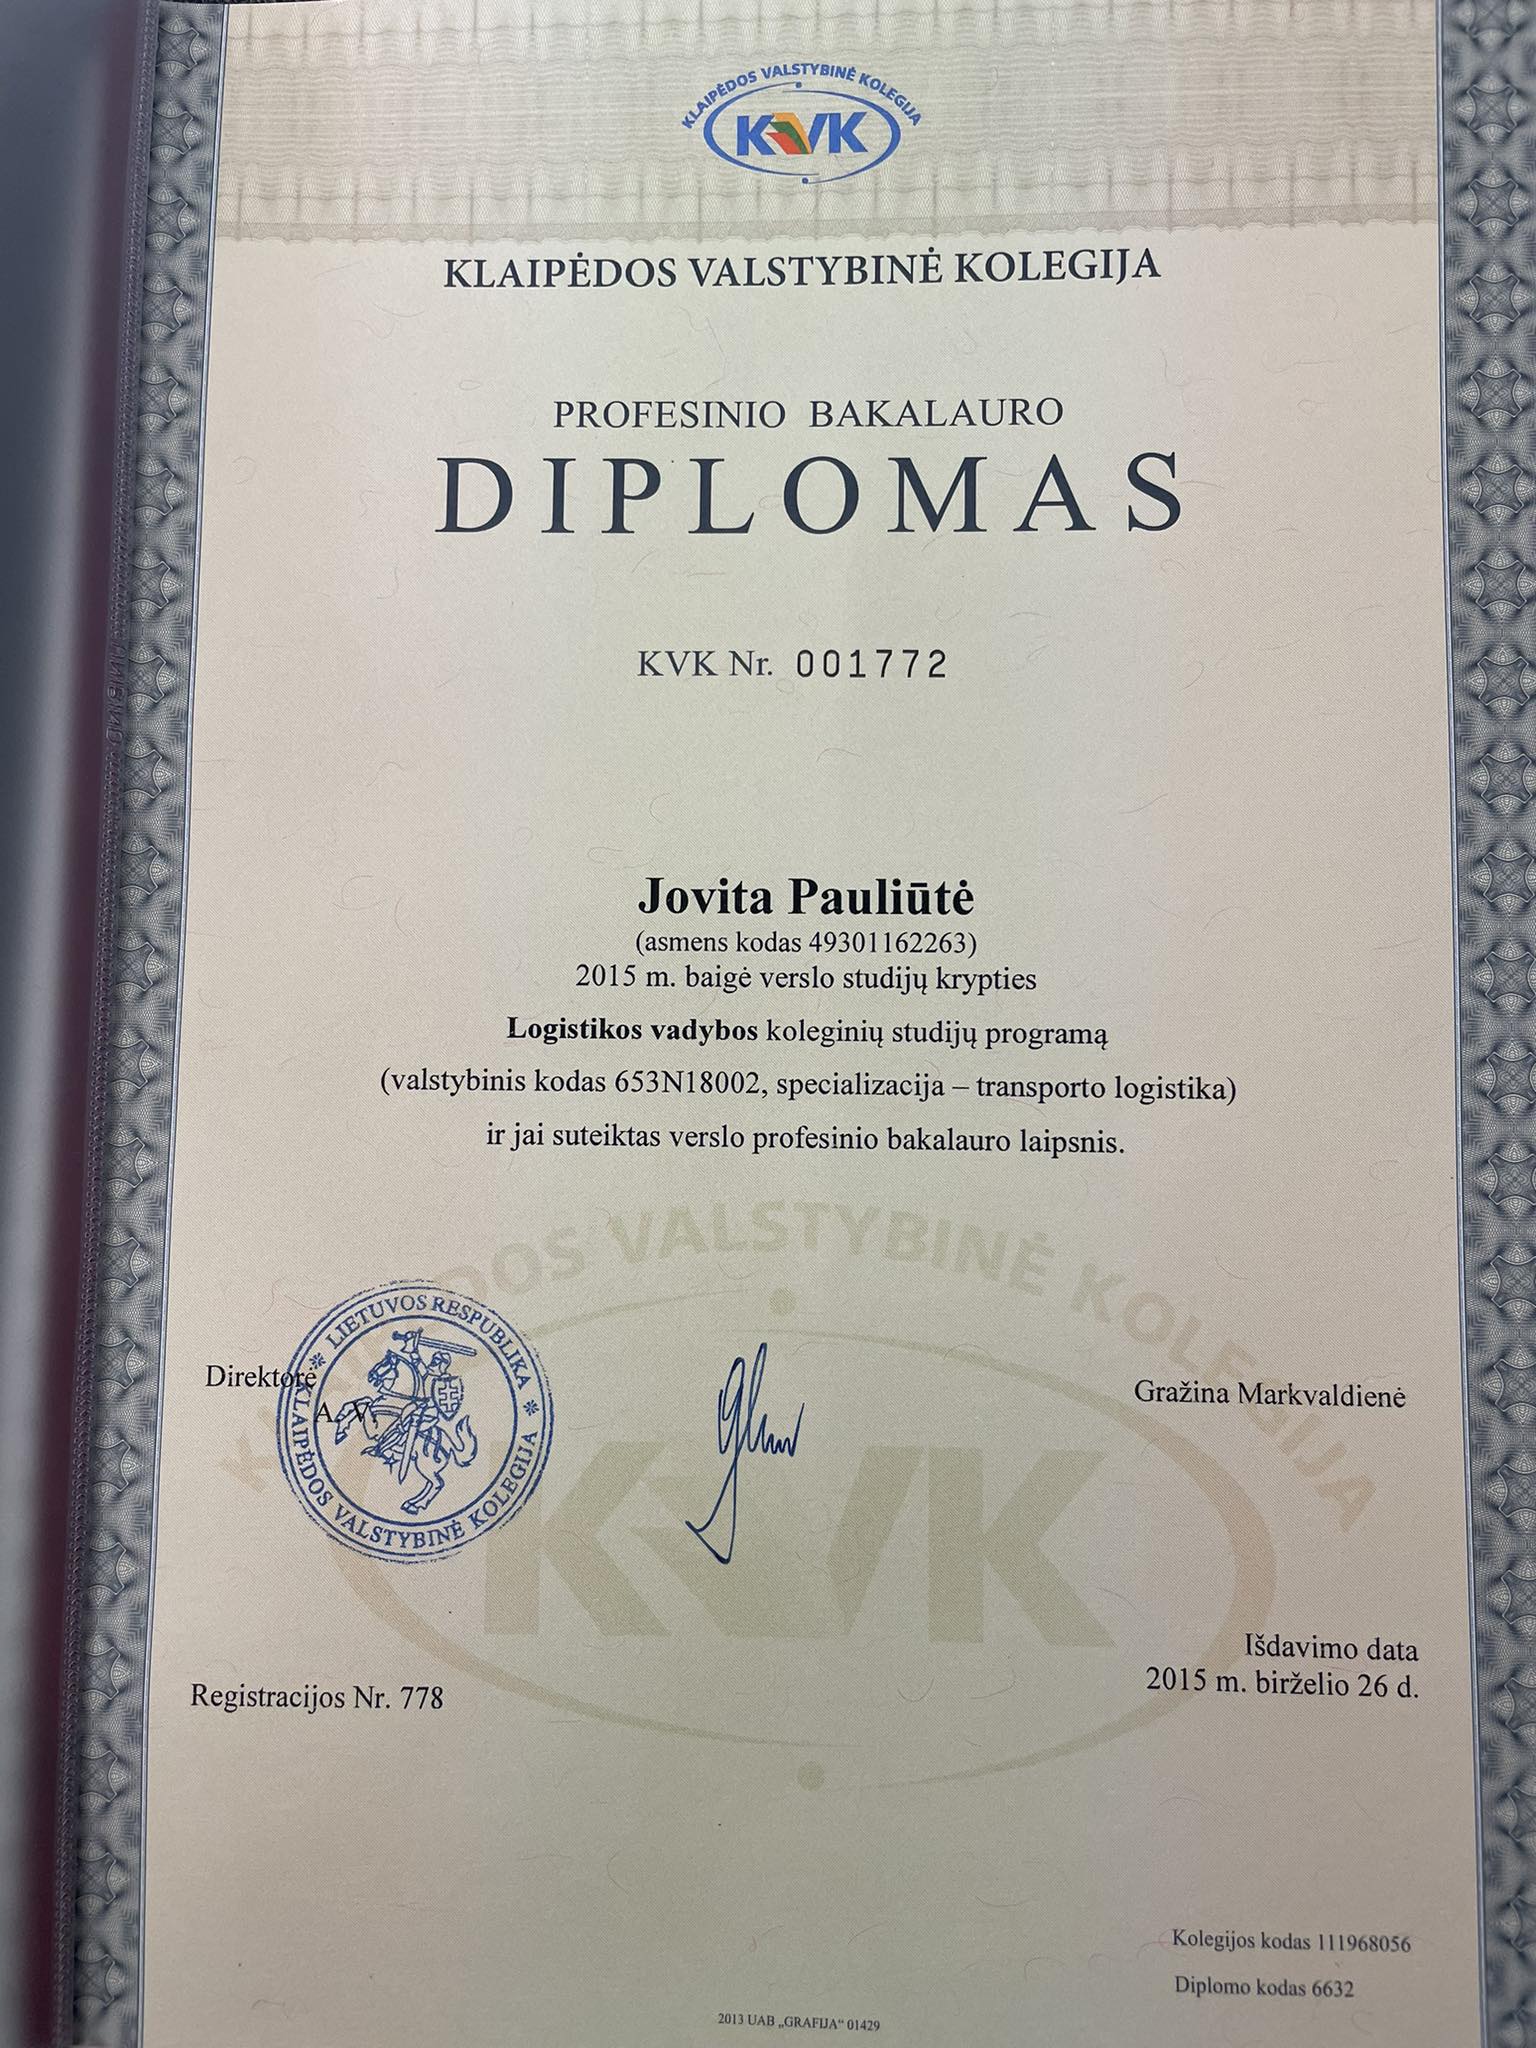 KLAIPĖDOS VALSTYBINĖ KOLEGIJA
KVK
KLAIPĖDOS VALSTYBINĖ KOLEGIJA
PROFESINIO BAKALAURO
DIPLOMAS
KVK Nr. 001772
Jovita Pauliūtė
(asmens kodas 49301162263)
2015 m. baigė verslo studijų krypties
Logistikos vadybos koleginių studijų programą
(valstybinis kodas 653N18002, specializacija – transporto logistika)
ir jai suteiktas verslo profesinio bakalauro laipsnis.
KLAIPĖDOS VALSTYBINĖ KOLEGIJA
KVK
LIETUVOS RESPUBLIKA
KLAIPĖDOS VALSTYBINĖ KOLEGIJA
Direktorė
A. V.
Gražina Markvaldienė
Išdavimo data
2015 m. birželio 26 d.
Registracijos Nr. 778
Kolegijos kodas 111968056
Diplomo kodas 6632
2013 UAB „GRAFIJA“ 01429